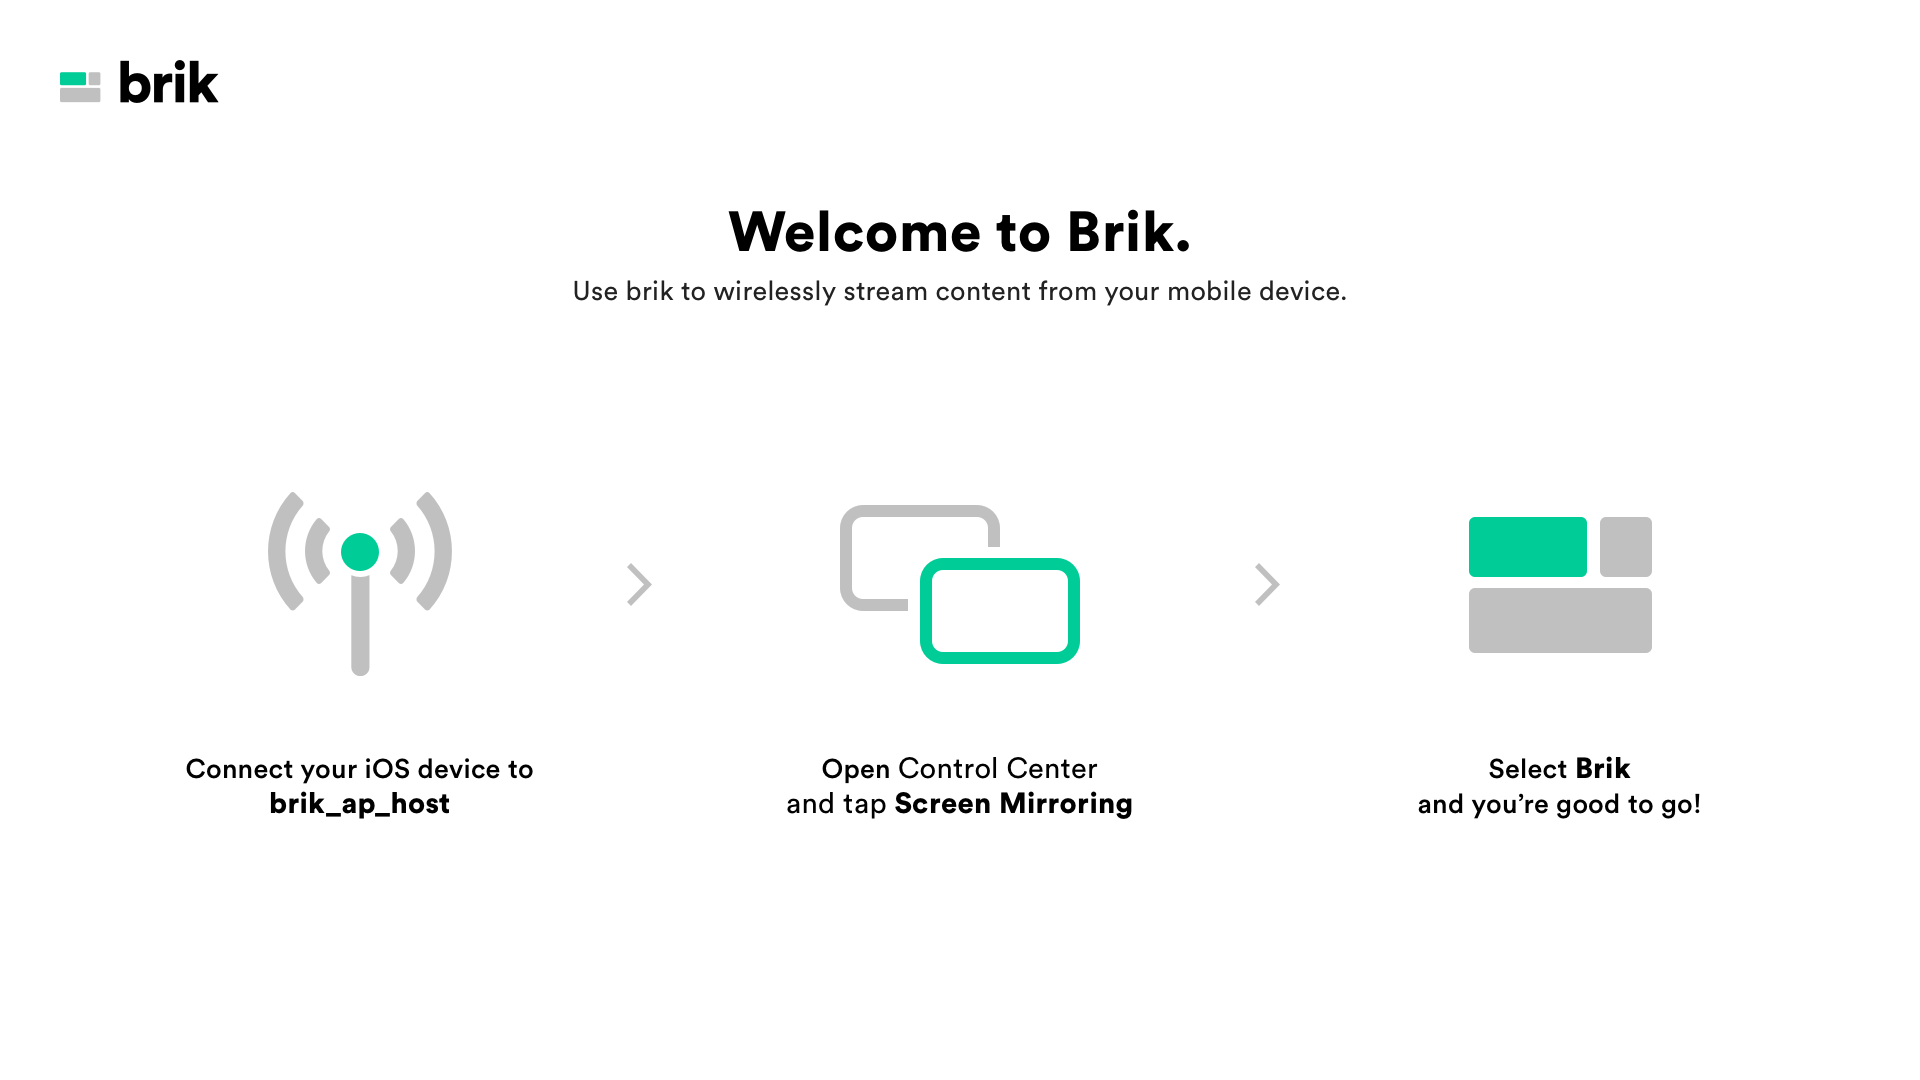 brik
Welcome to Brik.
Use brik to wirelessly stream content from your mobile device.
Connect your iOS device to
brik_ap_host
Open Control Center
and tap Screen Mirroring
Select Brik
and you’re good to go!